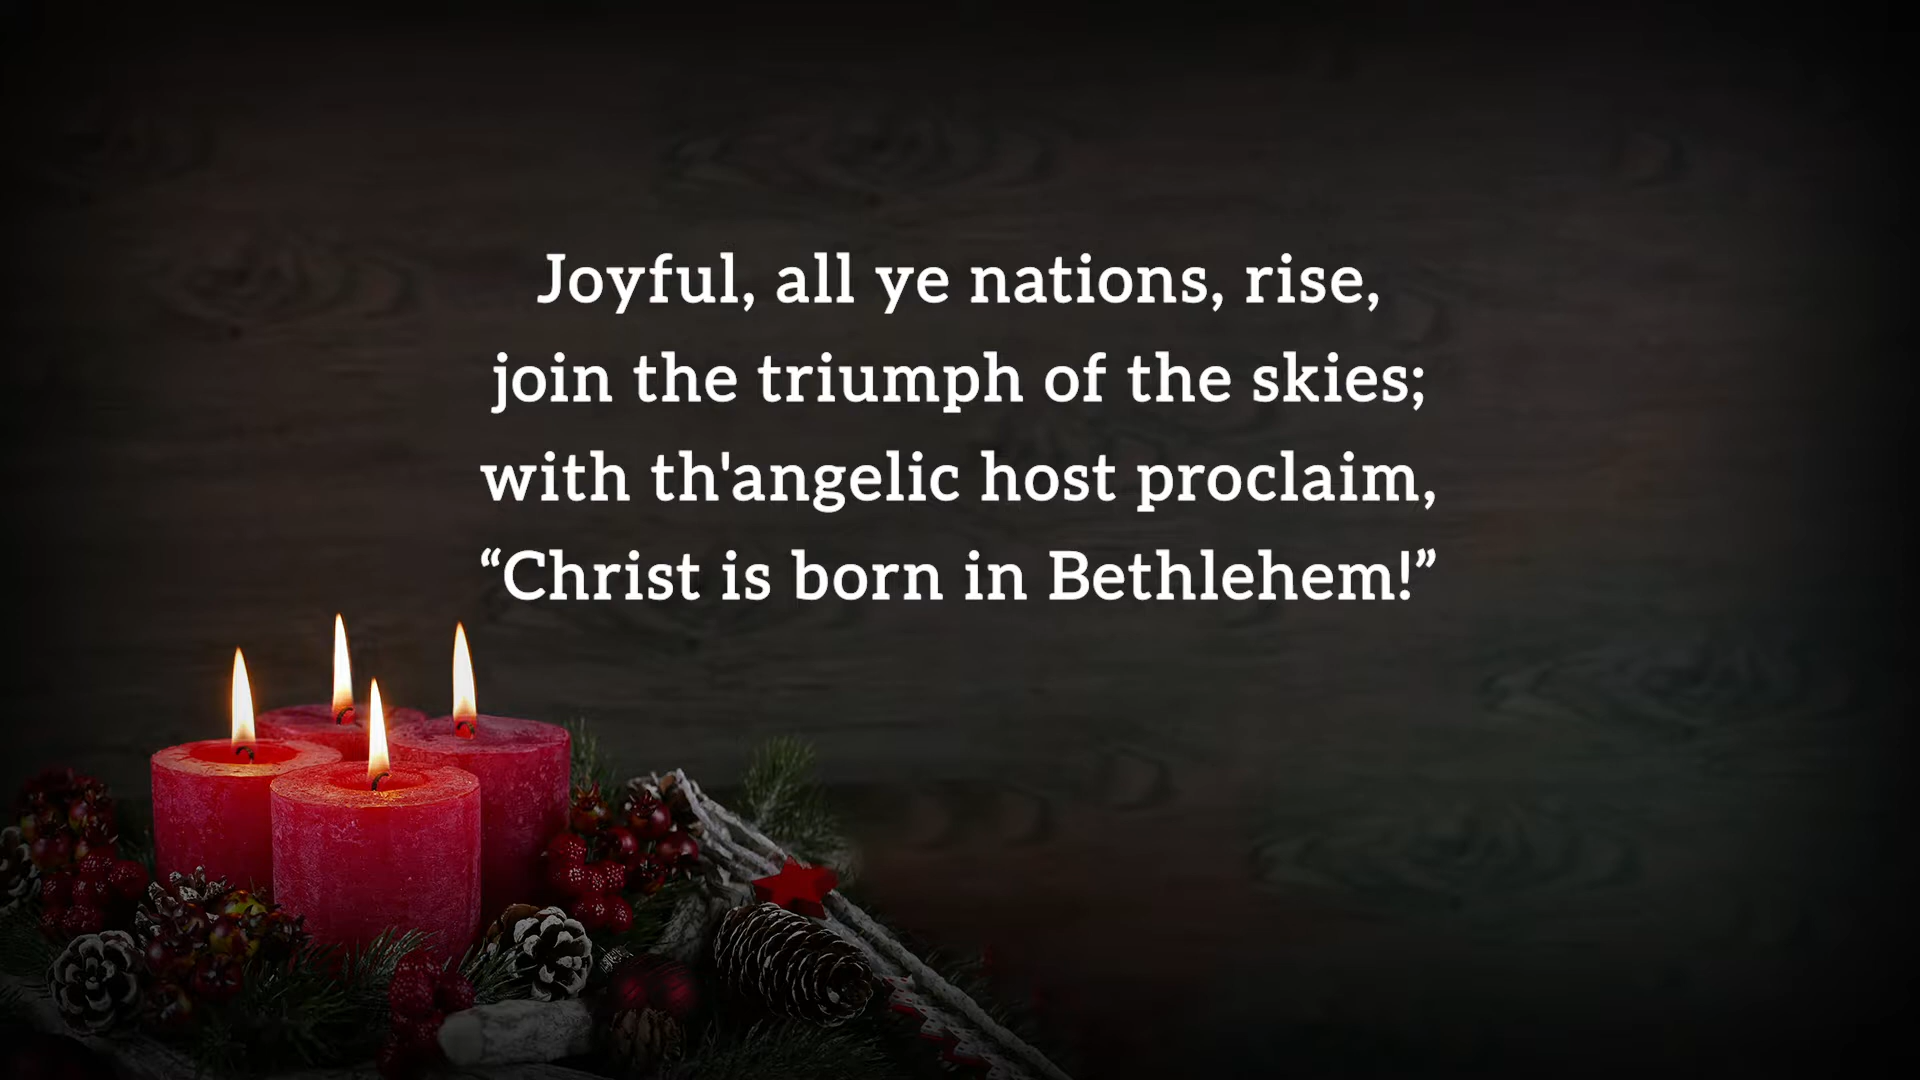 Joyful, all ye nations, rise,
join the triumph of the skies;
with th'angelic host proclaim,
“Christ is born in Bethlehem!”